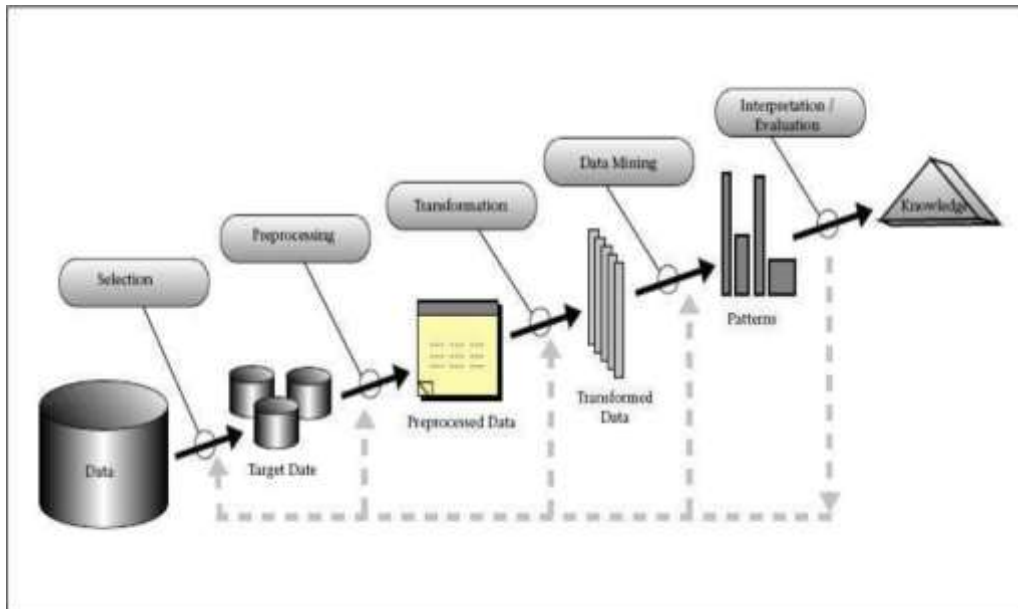 Interpretation /
Evaluation
Data Mining
Transformation
Preprocessing
Selection
Knowledge
Patterns
Transformed
Data
Preprocessed Data
Target Date
Data